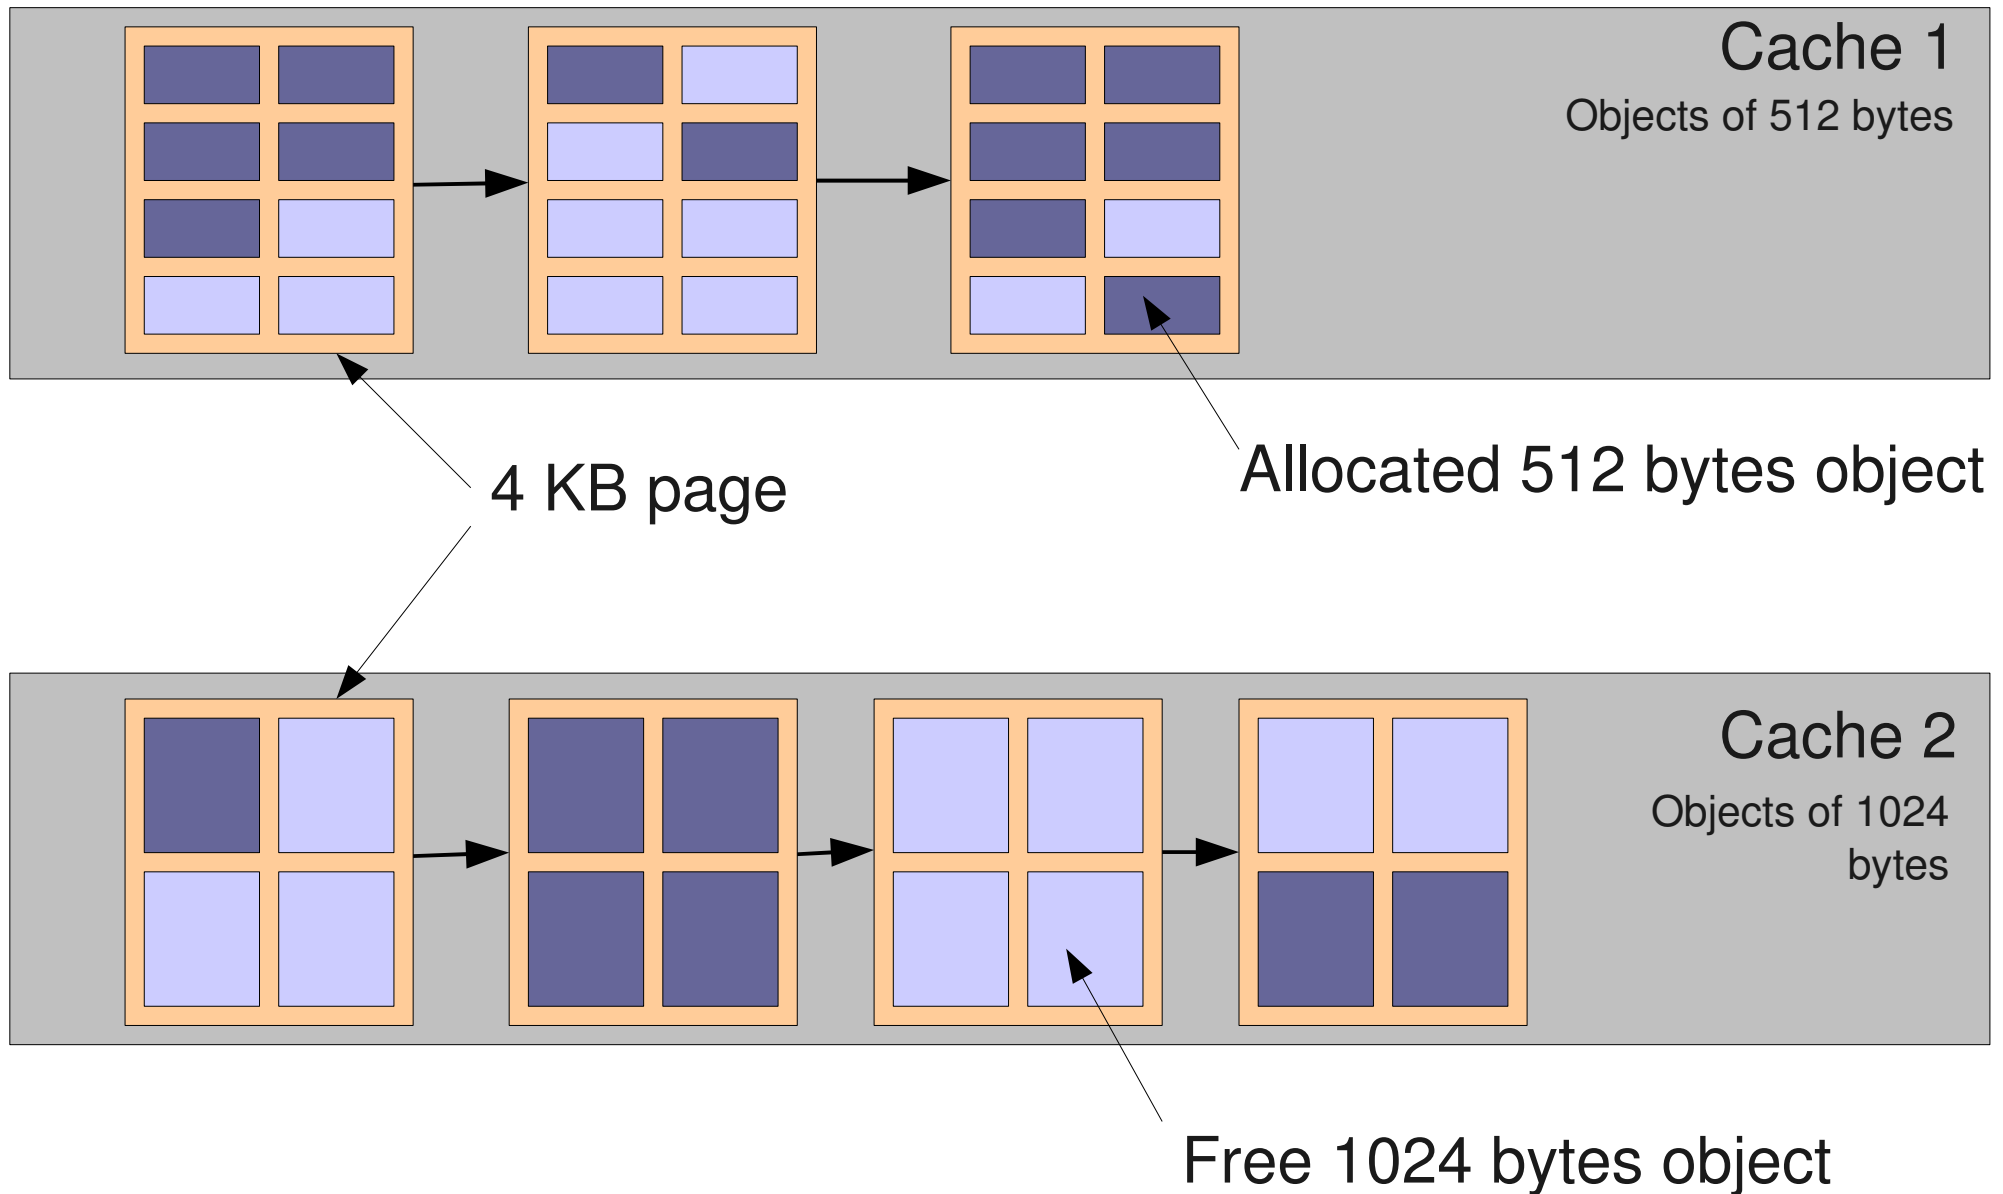 Cache 1
Objects of 512 bytes
Allocated 512 bytes object
4 KB page
Cache 2
Objects of 1024
bytes
Free 1024 bytes object